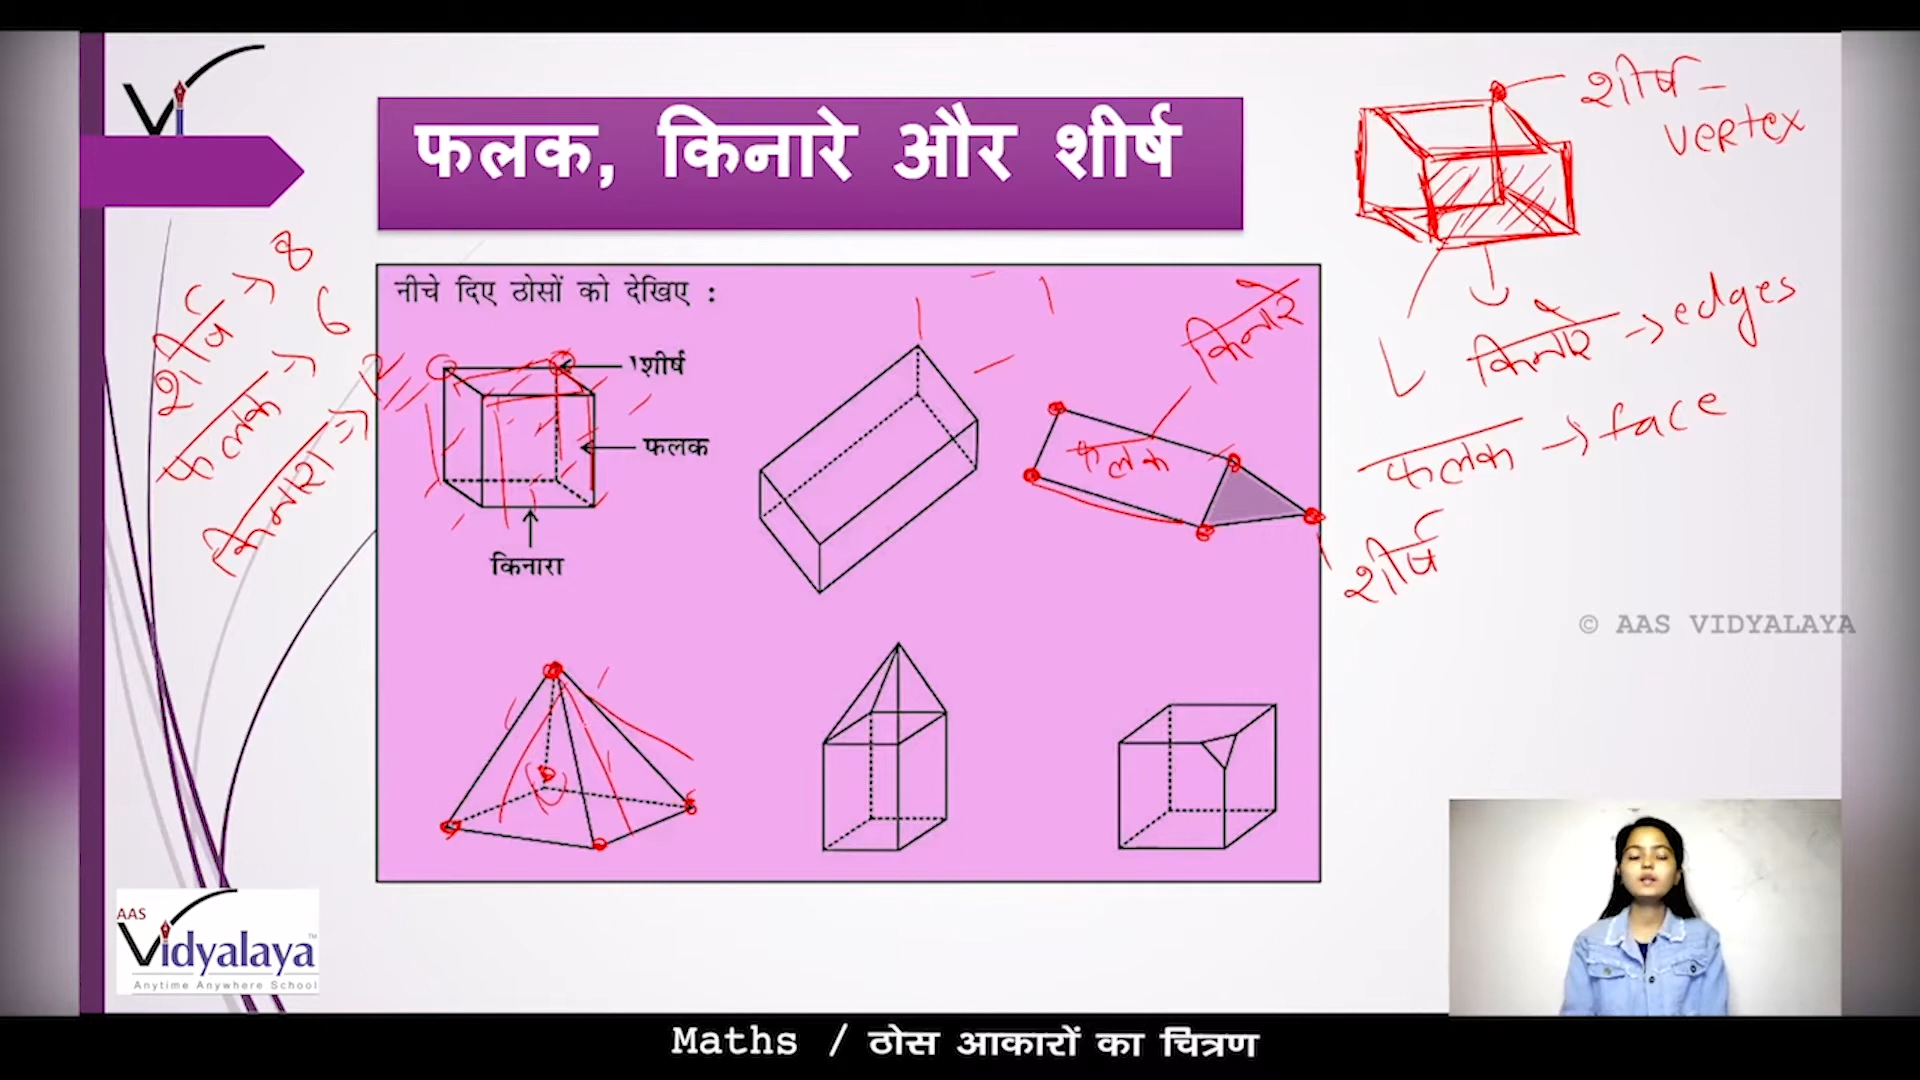 फलक, किनारे और शीर्ष
शीर्ष -
vertex
शीर्ष → 8
फलक → 6
किनारा → 12
नीचे दिए ठोसों को देखिए :
शीर्ष
फलक
किनारा
किनारे
फलक
शीर्ष
किनारे → edges
फलक → face
© AAS VIDYALAYA
AAS
Vidyalaya
Anytime Anywhere School
Maths / ठोस आकारों का चित्रण